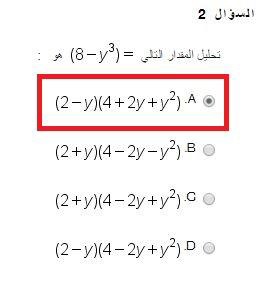 السؤال 2
تحليل المقدار التالي = (8−y³) هو :
(2−y)(4+2y+y²) .A
(2+y)(4−2y−y²) .B
(2+y)(4−2y+y²) .C
(2−y)(4−2y+y²) .D